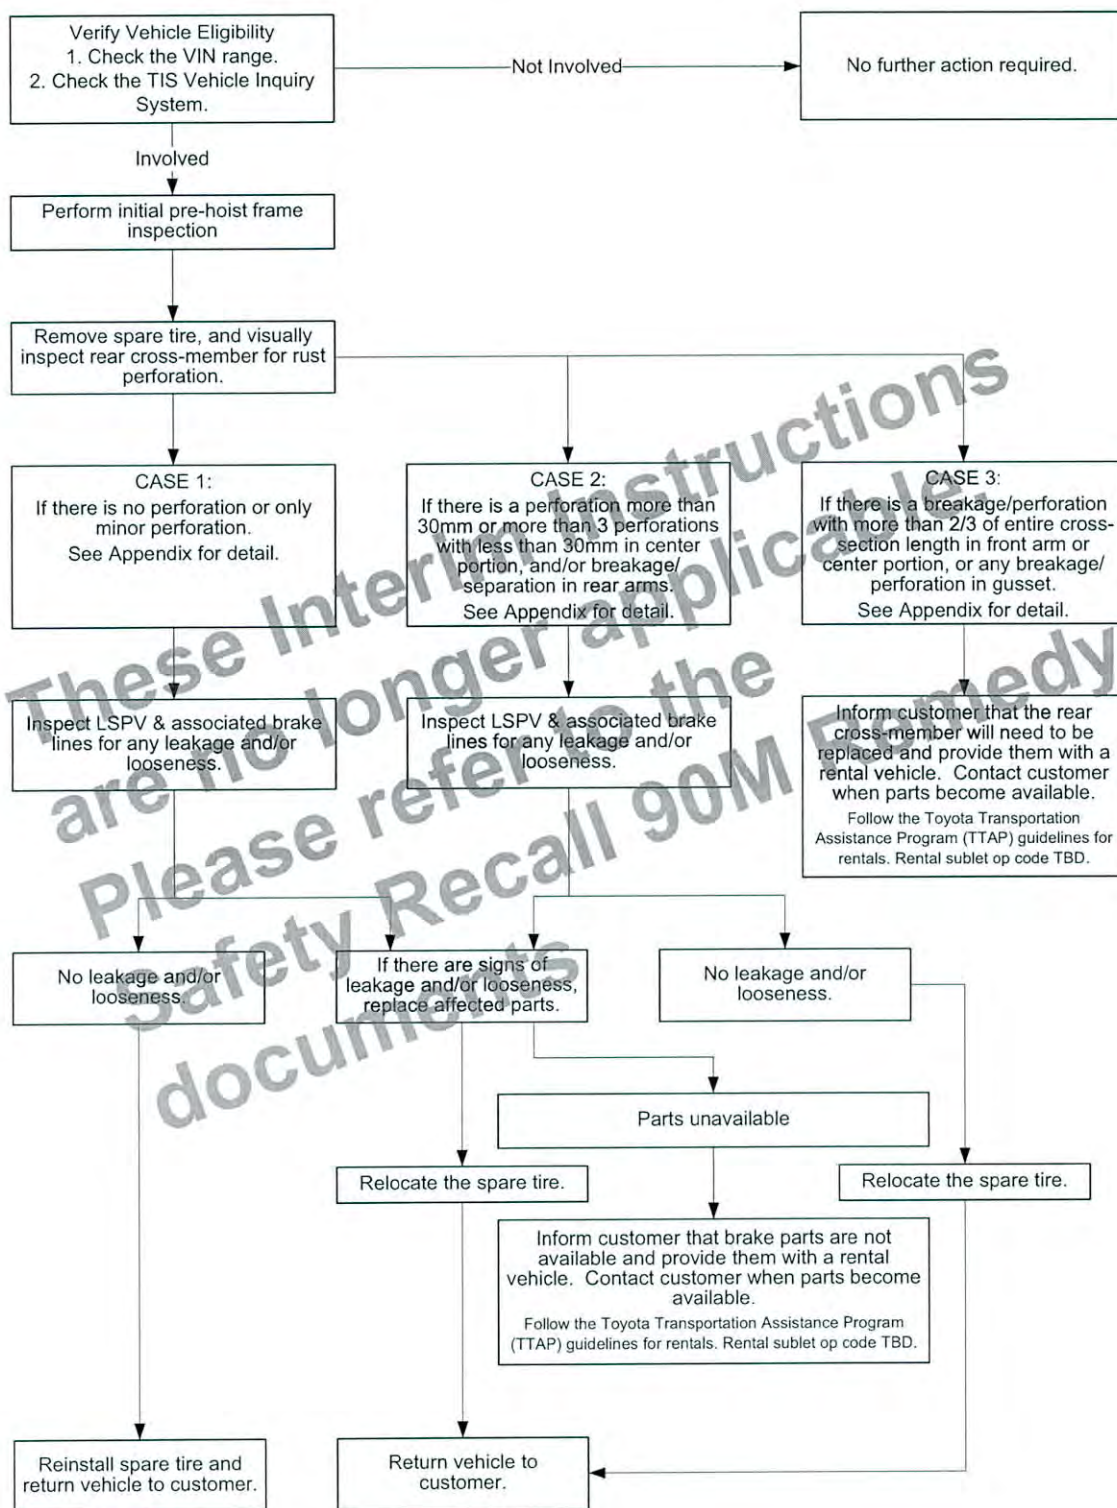 Verify Vehicle Eligibility
1. Check the VIN range.
2. Check the TIS Vehicle Inquiry
System.
Not Involved
No further action required.
Involved
Perform initial pre-hoist frame
inspection
Remove spare tire, and visually
inspect rear cross-member for rust
perforation.
CASE 1:
If there is no perforation or only
minor perforation.
See Appendix for detail.
CASE 2:
If there is a perforation more than
30mm or more than 3 perforations
with less than 30mm in center
portion, and/or breakage/
separation in rear arms.
See Appendix for detail.
CASE 3:
If there is a breakage/perforation
with more than 2/3 of entire cross-
section length in front arm or
center portion, or any breakage/
perforation in gusset.
See Appendix for detail.
Inspect LSPV & associated brake
lines for any leakage and/or
looseness.
Inspect LSPV & associated brake
lines for any leakage and/or
looseness.
Inform customer that the rear
cross-member will need to be
replaced and provide them with a
rental vehicle.  Contact customer
when parts become available.
Follow the Toyota Transportation
Assistance Program (TTAP) guidelines for
rentals. Rental sublet op code TBD.
No leakage and/or
looseness.
If there are signs of
leakage and/or looseness,
replace affected parts.
No leakage and/or
looseness.
Parts unavailable
Relocate the spare tire.
Relocate the spare tire.
Inform customer that brake parts are not
available and provide them with a rental
vehicle.  Contact customer when parts become
available.
Follow the Toyota Transportation Assistance Program
(TTAP) guidelines for rentals. Rental sublet op code TBD.
Reinstall spare tire and
return vehicle to customer.
Return vehicle to
customer.
These Interim Instructions
are no longer applicable.
Please refer to the
Safety Recall 90M Remedy
documents